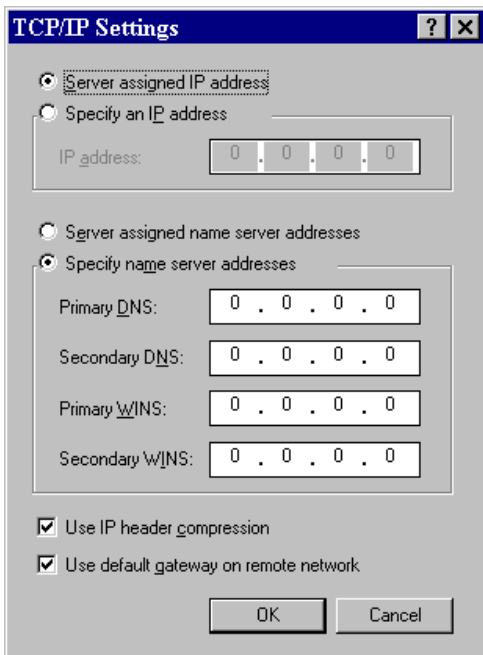 TCP/IP Settings ? ×
Server assigned IP address
Specify an IP address
IP address: 0 . 0 . 0 . 0
Server assigned name server addresses
Specify name server addresses
Primary DNS: 0 . 0 . 0 . 0
Secondary DNS: 0 . 0 . 0 . 0
Primary WINS: 0 . 0 . 0 . 0
Secondary WINS: 0 . 0 . 0 . 0
Use IP header compression
Use default gateway on remote network
OK Cancel